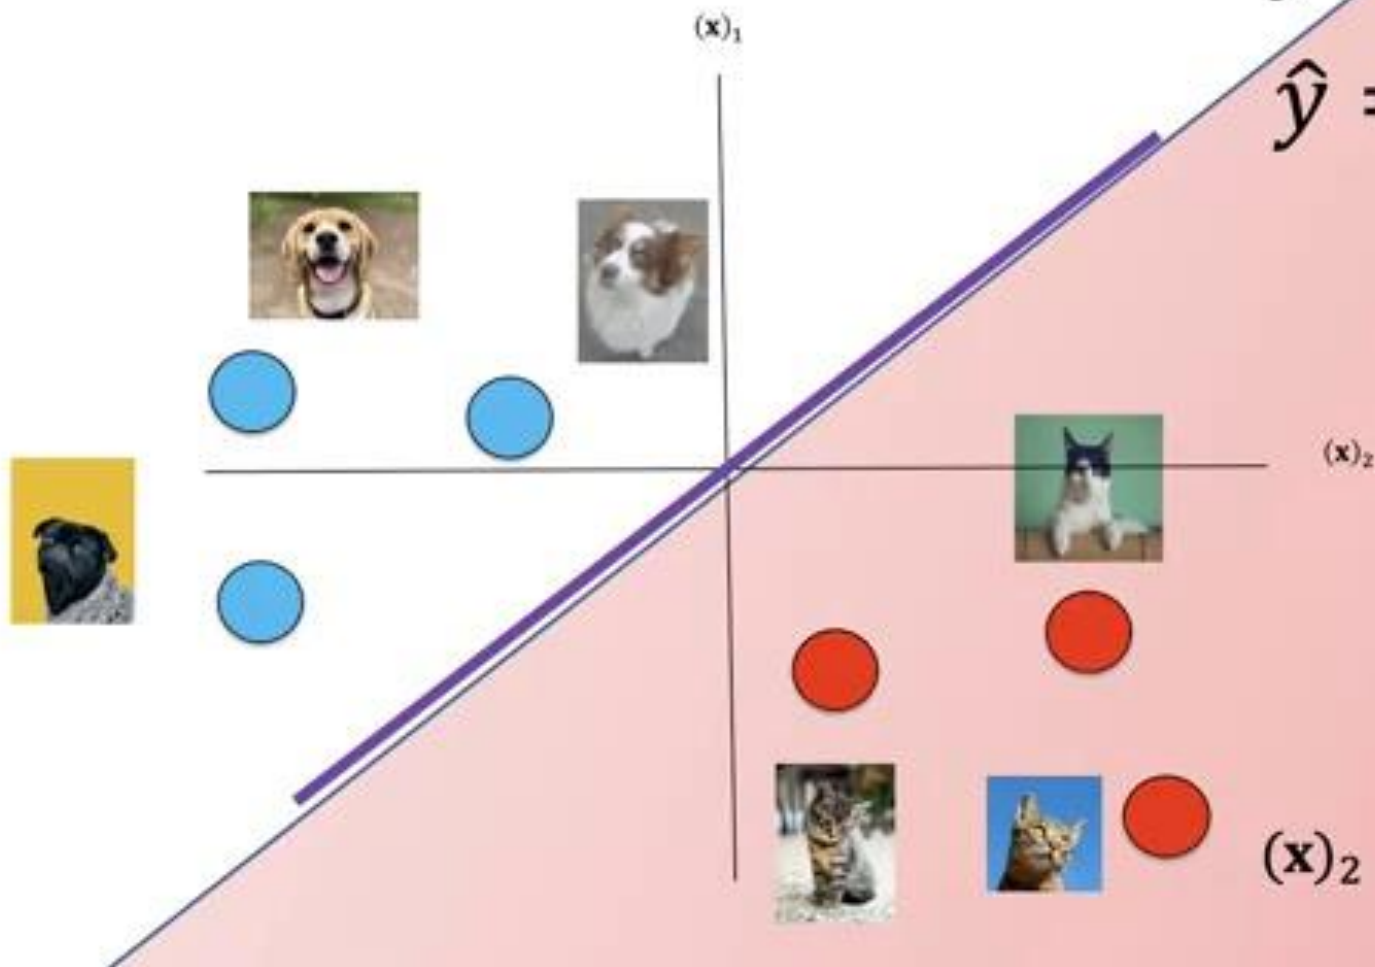 (x)₁
ŷ =
(x)₂
(x)₂